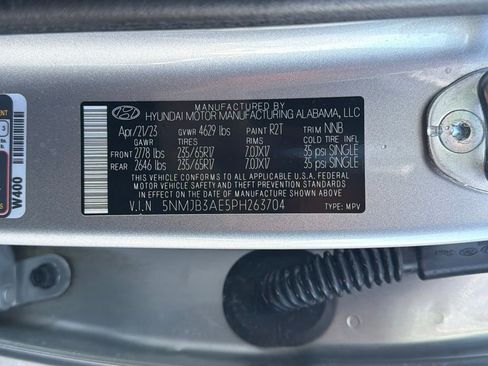 MANUFACTURED BY
HYUNDAI MOTOR MANUFACTURING ALABAMA, LLC
Apr/21/23 GVWR 4629 lbs PAINT R2T TRIM NNB
GAWR TIRES RIMS COLD TIRE INFL
FRONT 2778 lbs 235/65R17 7.0JX17 35 psi SINGLE
REAR 2646 lbs 235/65R17 7.0JX17 35 psi SINGLE
THIS VEHICLE CONFORMS TO ALL APPLICABLE U.S.A. FEDERAL
MOTOR VEHICLE SAFETY AND THEFT PREVENTION STANDARDS
IN EFFECT ON THE DATE OF MANUFACTURE SHOWN ABOVE.
V.I.N 5NMJB3AE5PH263704 TYPE: MPV
W400